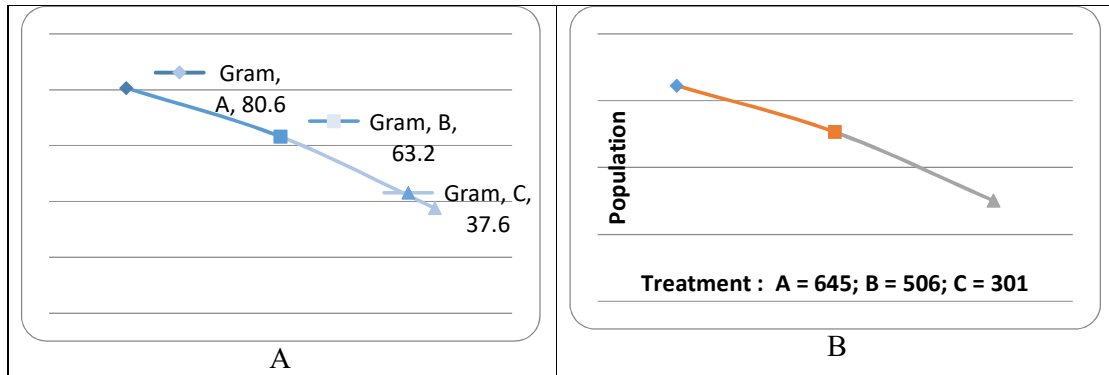 Gram,
A, 80.6
Gram, B,
63.2
Gram, C,
37.6
A
Population
Treatment : A = 645; B = 506; C = 301
B